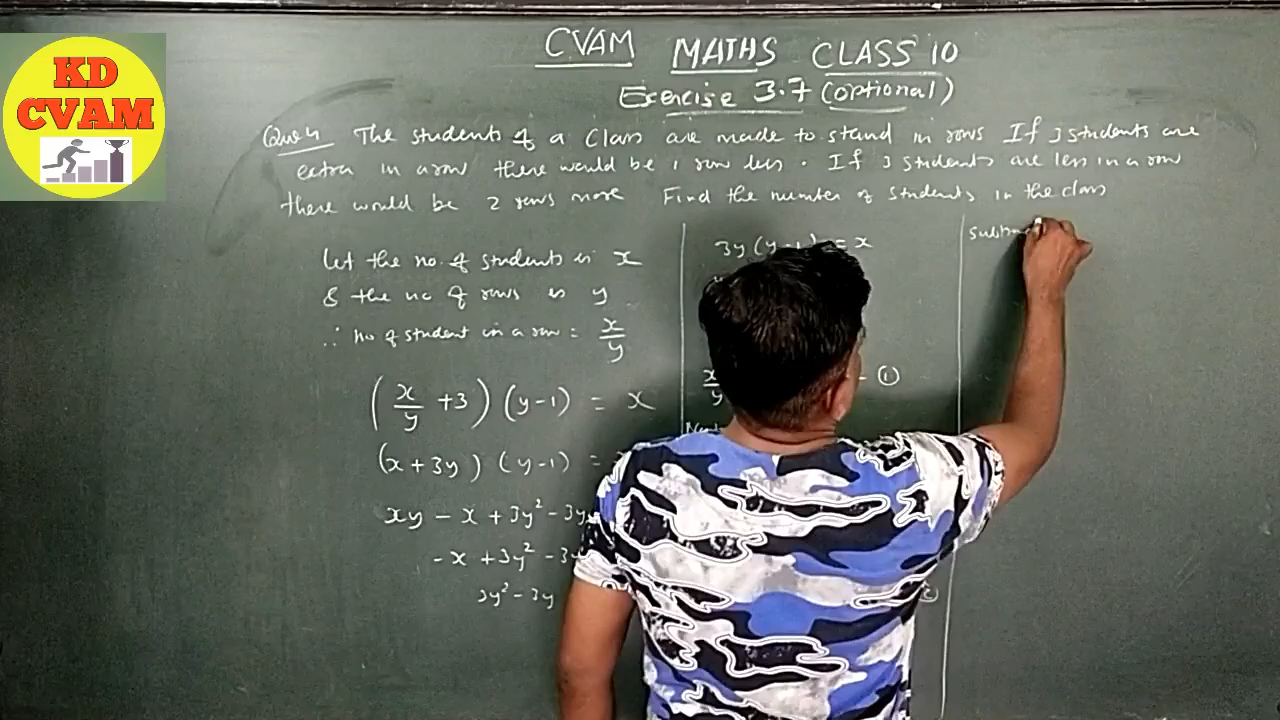 KD
CVAM
CVAM MATHS CLASS 10
Exercise 3.7 (optional)
Que 4 The students of a class are made to stand in rows If 3 students are
extra in a row there would be 1 row less. If 3 students are less in a row
there would be 2 rows more Find the number of students in the class
Let the no. of students is x
& the no of rows is y
∴ no of student in a row = x/y
(x/y + 3) (y-1) = x
(x + 3y) (y-1) =
xy - x + 3y² - 3y
-x + 3y² - 3y
3y² - 3y
3y (y-1) = x
x/y - ①
Subtra